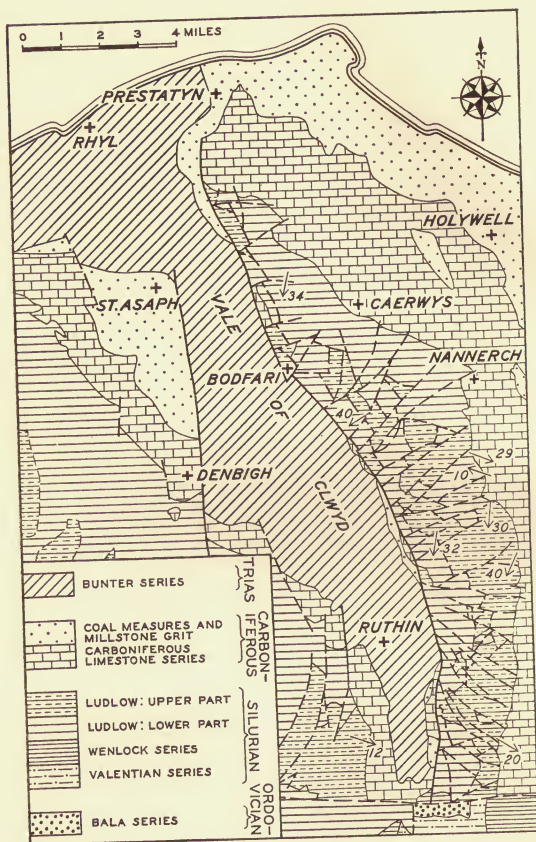 0 1 2 3 4 MILES
N
PRESTATYN
RHYL
HOLYWELL
ST. ASAPH
34
CAERWYS
VALE
NANNERCH
BODFARI
OF
40
29
10
DENBIGH
CLWYD
30
32
40
RUTHIN
12
20
BUNTER SERIES
TRIAS
COAL MEASURES AND
MILLSTONE GRIT
CARBONIFEROUS
LIMESTONE SERIES
CARBON-
IFEROUS
LUDLOW: UPPER PART
LUDLOW: LOWER PART
WENLOCK SERIES
VALENTIAN SERIES
SILURIAN
BALA SERIES
ORDO-
VICIAN